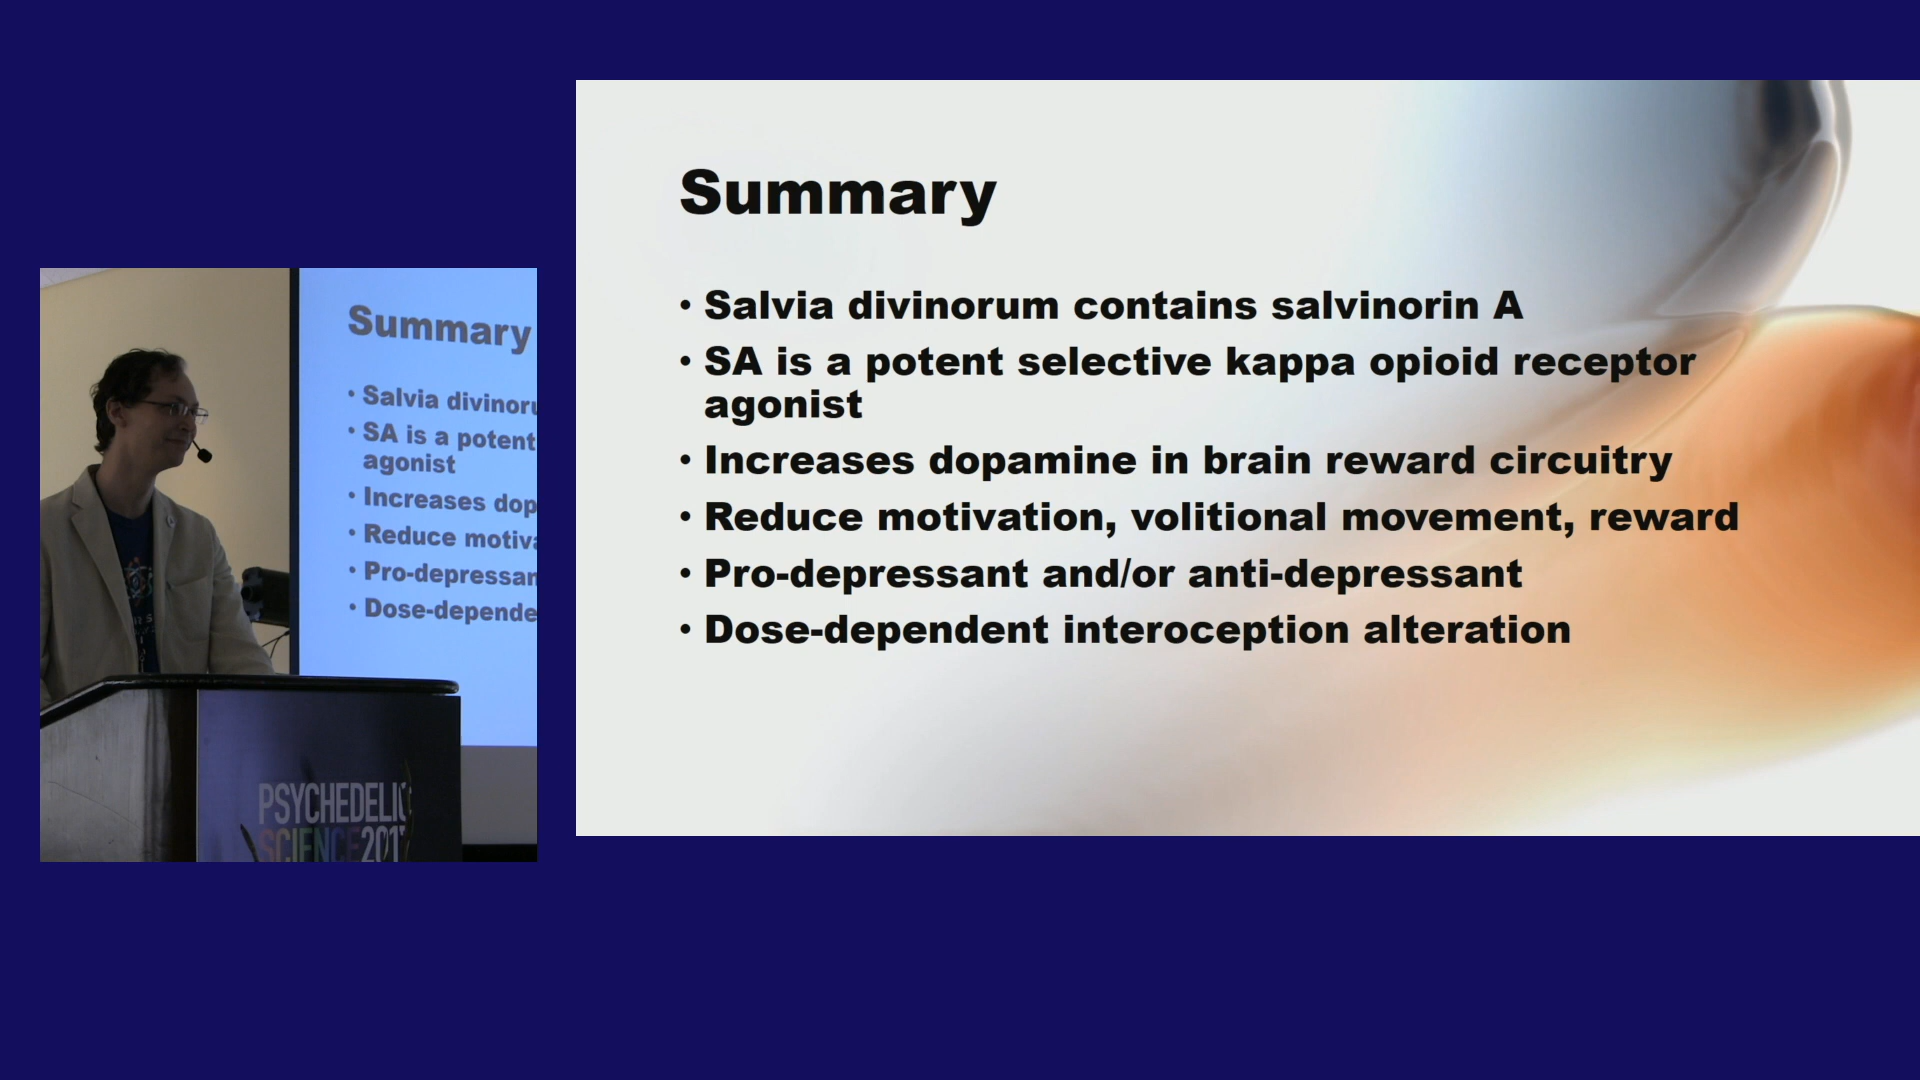 Summary
• Salvia divinorum contains salvinorin A
• SA is a potent selective kappa opioid receptor
agonist
• Increases dopamine in brain reward circuitry
• Reduce motivation, volitional movement, reward
• Pro-depressant and/or anti-depressant
• Dose-dependent interoception alteration
Summary
• Salvia divinoru
• SA is a potent
agonist
• Increases dop
• Reduce motiva
• Pro-depressan
• Dose-depende
PSYCHEDELIC
SCIENCE 2017